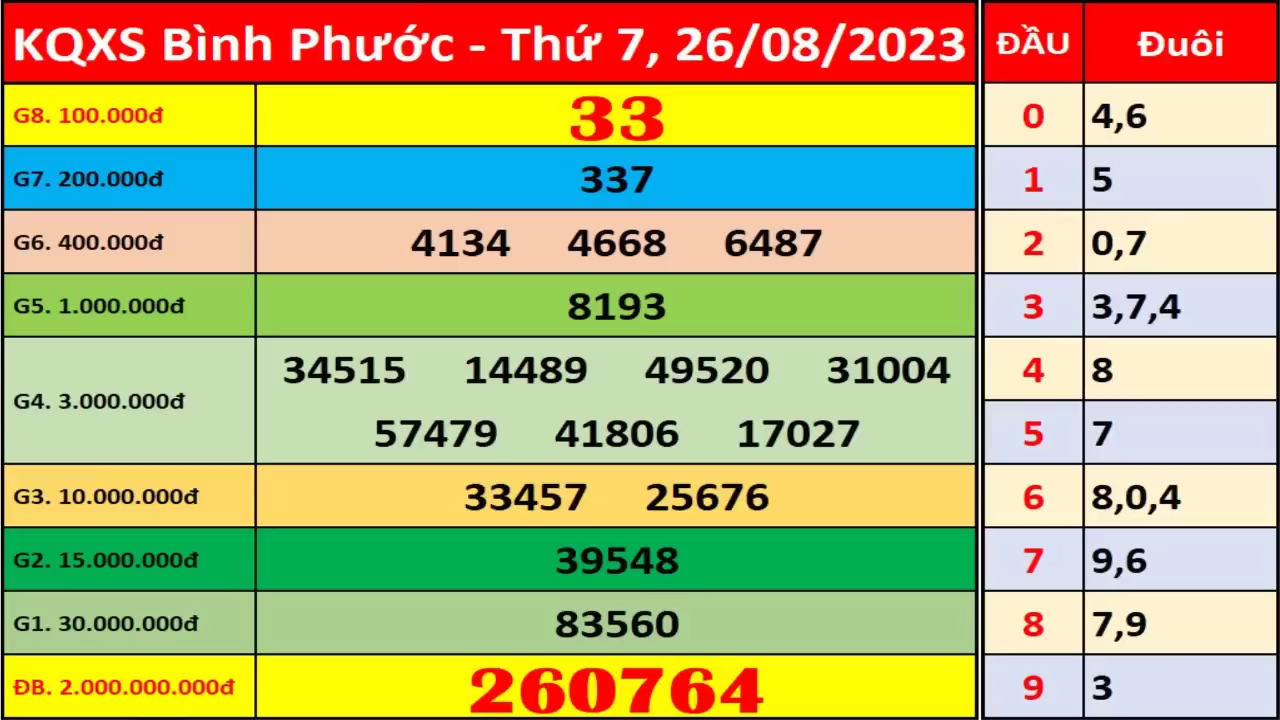 KQXS Bình Phước - Thứ 7, 26/08/2023 ĐẦU Đuôi
G8. 100.000đ 33 0 4,6
G7. 200.000đ 337 1 5
G6. 400.000đ 4134 4668 6487 2 0,7
G5. 1.000.000đ 8193 3 3,7,4
G4. 3.000.000đ 34515 14489 49520 31004 4 8
57479 41806 17027 5 7
G3. 10.000.000đ 33457 25676 6 8,0,4
G2. 15.000.000đ 39548 7 9,6
G1. 30.000.000đ 83560 8 7,9
ĐB. 2.000.000.000đ 260764 9 3